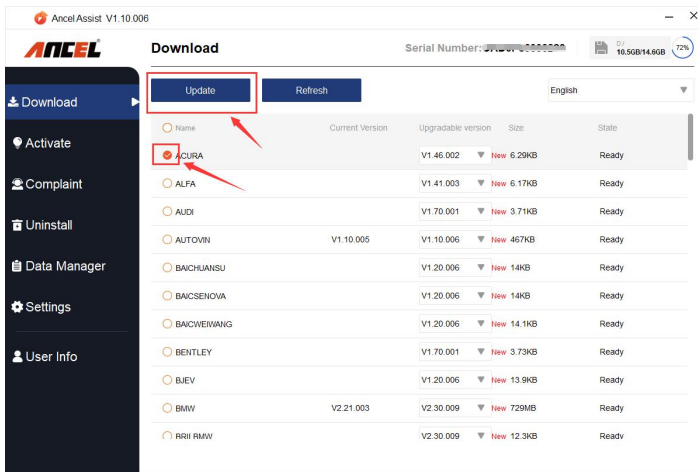 Ancel Assist V1.10.006
ANCEL
Download
Serial Number:
D:/
10.5GB/14.6GB
72%
Download
Activate
Complaint
Uninstall
Data Manager
Settings
User Info
Update
Refresh
English
Name Current Version Upgradable version Size State
ACURA V1.46.002 New 6.29KB Ready
ALFA V1.41.003 New 6.17KB Ready
AUDI V1.70.001 New 3.71KB Ready
AUTOVIN V1.10.005 V1.10.006 New 467KB Ready
BAICHUANSU V1.20.006 New 14KB Ready
BAICSENOVA V1.20.006 New 14KB Ready
BAICWEIWANG V1.20.006 New 14.1KB Ready
BENTLEY V1.70.001 New 3.73KB Ready
BJEV V1.20.006 New 13.9KB Ready
BMW V2.21.003 V2.30.009 New 729MB Ready
BRILBMW V2.30.009 New 12.3KB Ready